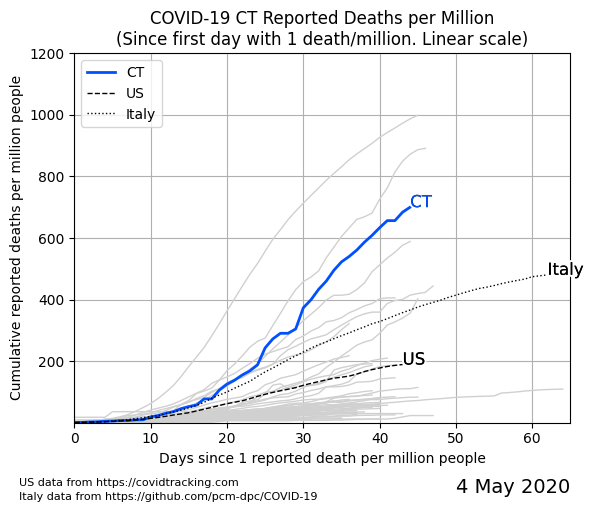 COVID-19 CT Reported Deaths per Million
(Since first day with 1 death/million. Linear scale)
CT
US
Italy
1200
1000
800
600
400
200
Cumulative reported deaths per million people
CT
Italy
US
0
10
20
30
40
50
60
Days since 1 reported death per million people
US data from https://covidtracking.com
Italy data from https://github.com/pcm-dpc/COVID-19
4 May 2020